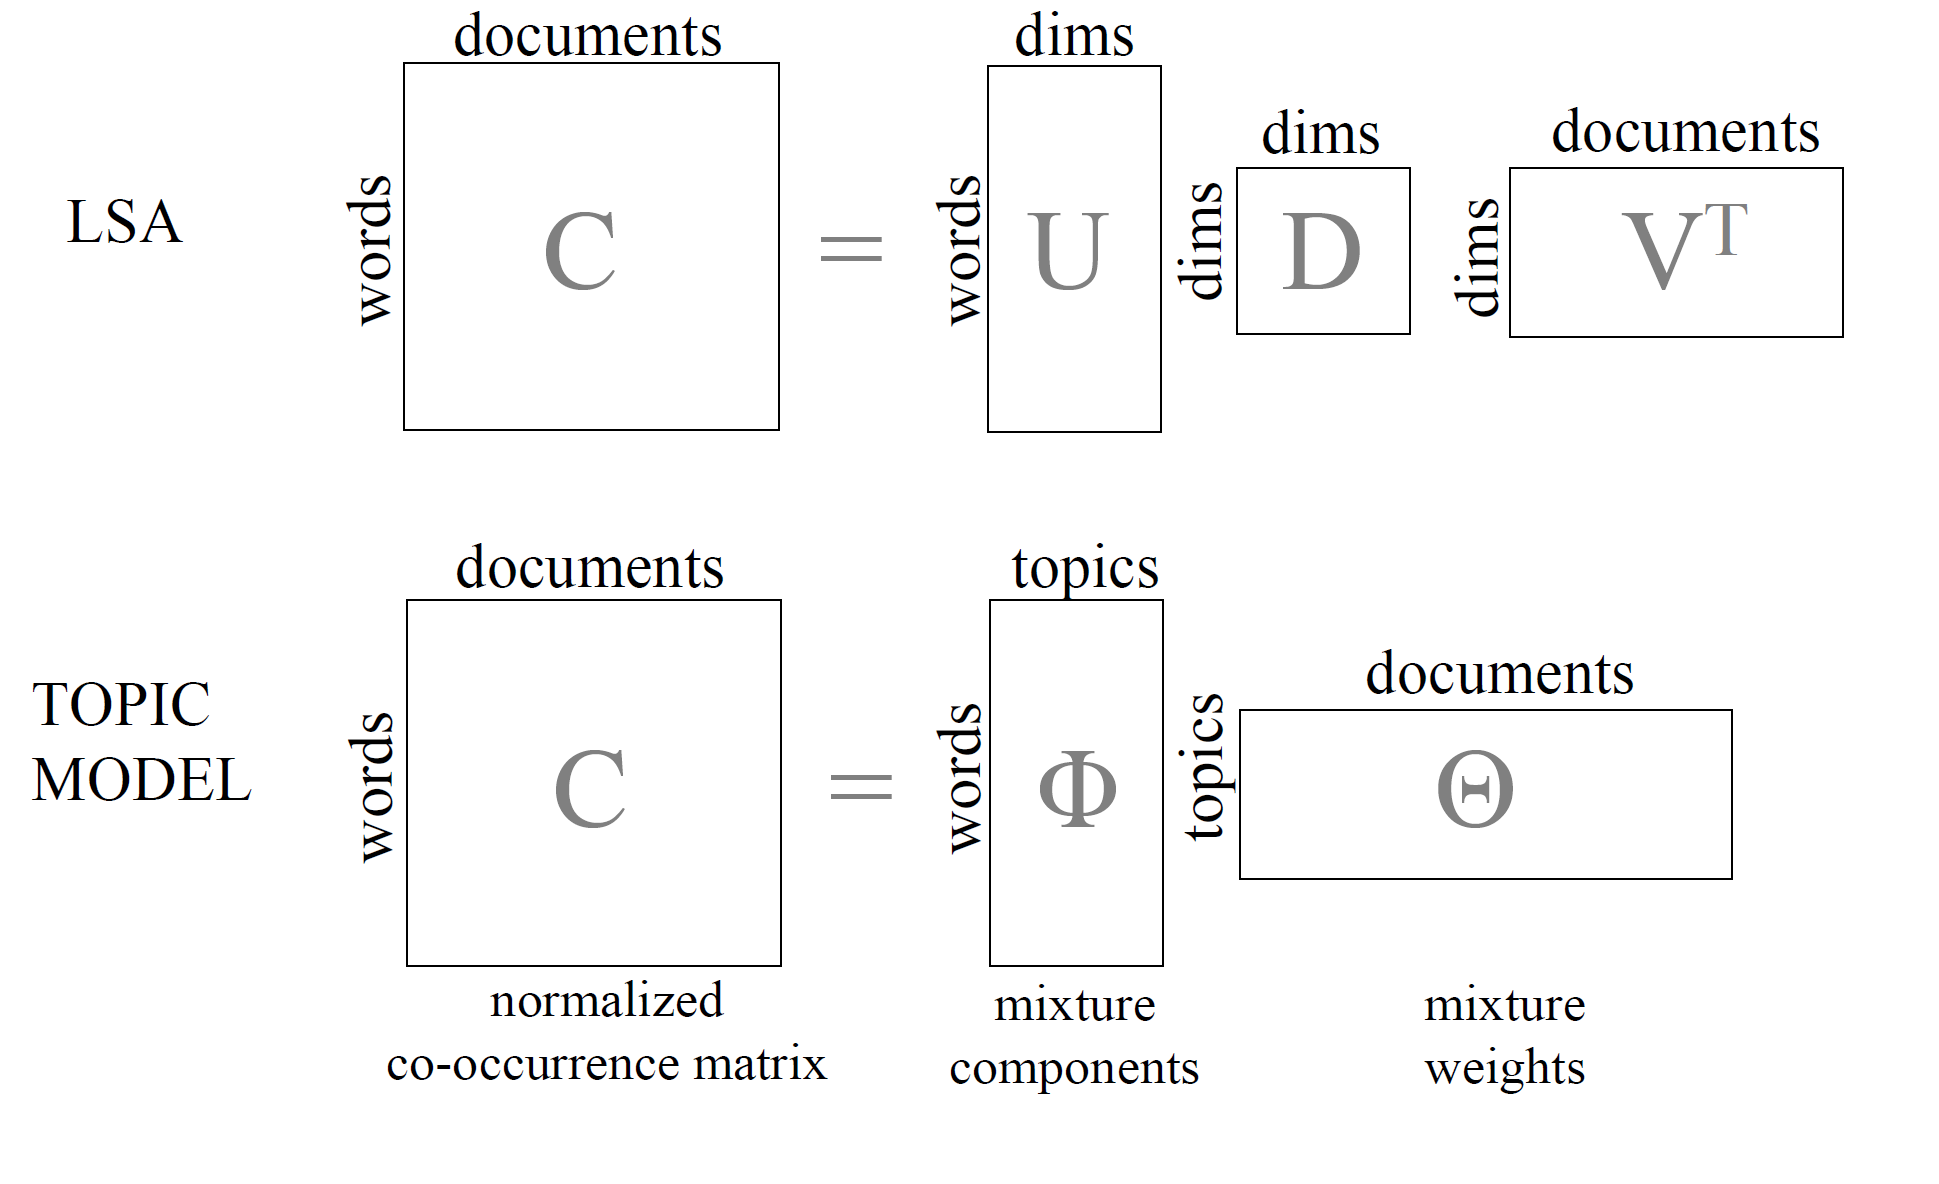 documents
dims
dims
documents
LSA
words
C
=
words
U
dims
D
dims
V^T
documents
topics
documents
TOPIC
MODEL
words
C
=
words
Φ
topics
Θ
normalized
co-occurrence matrix
mixture
components
mixture
weights